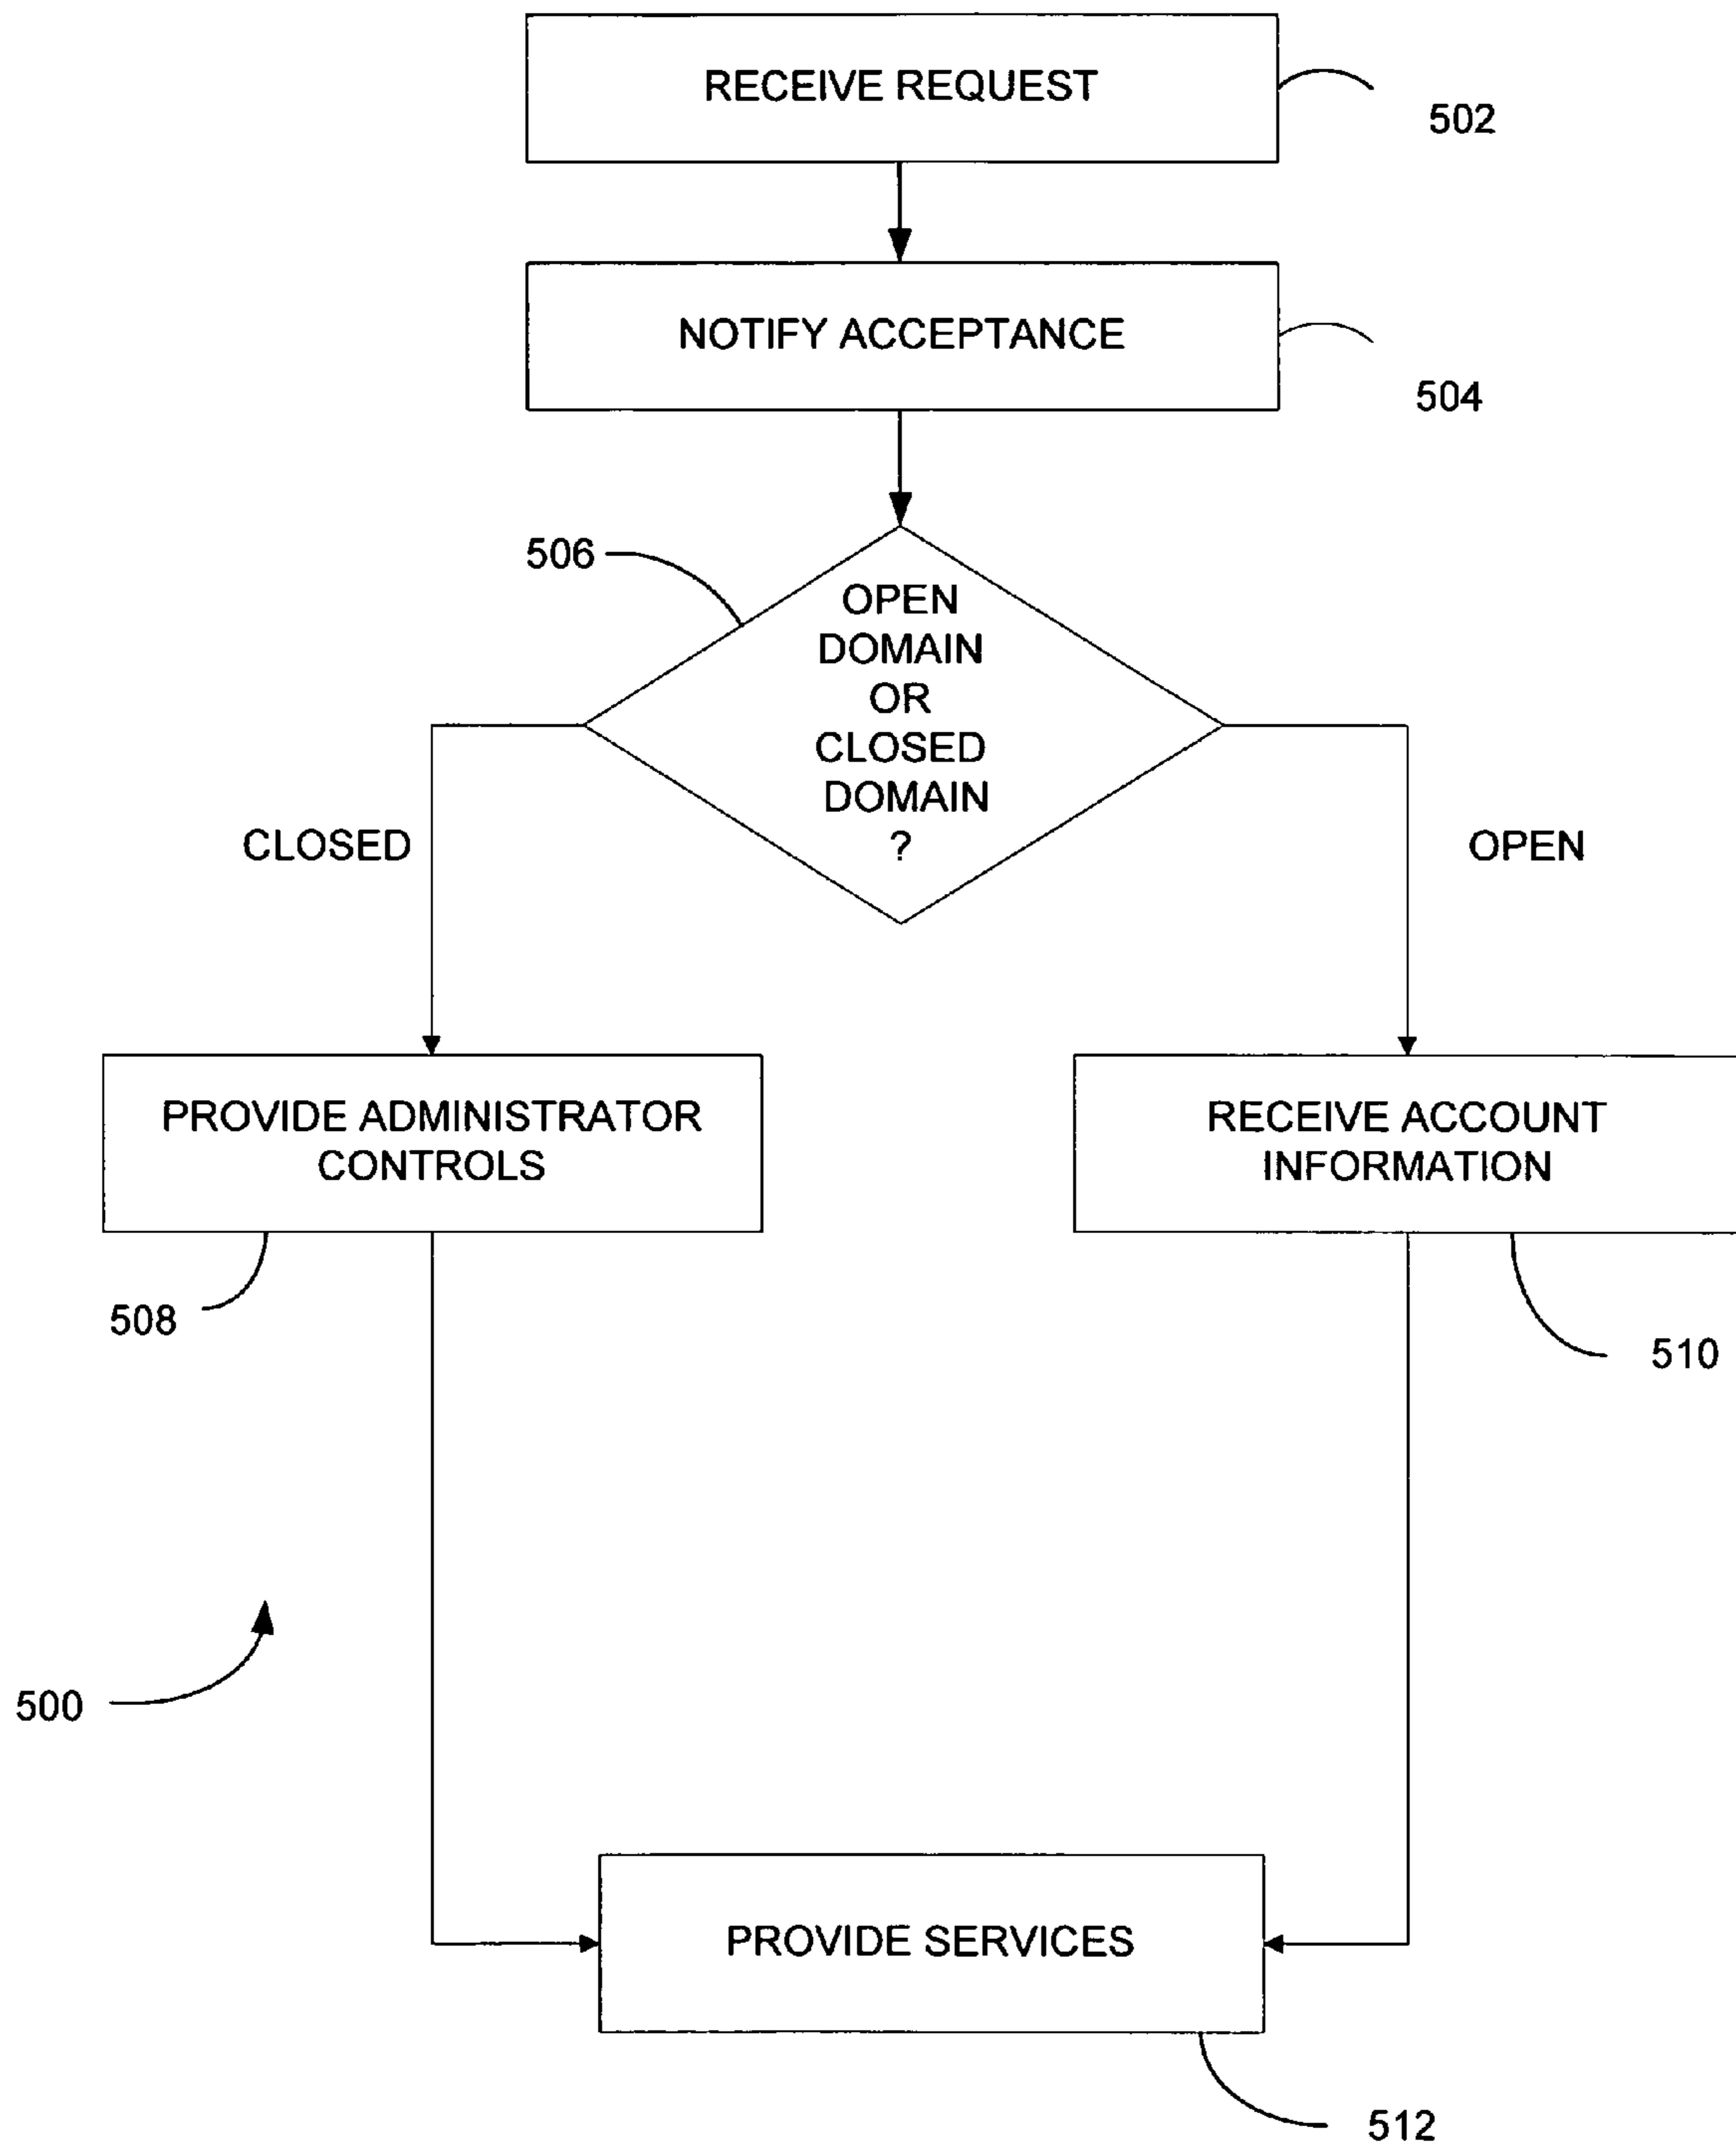 RECEIVE REQUEST
502
NOTIFY ACCEPTANCE
504
506
OPEN
DOMAIN
OR
CLOSED
DOMAIN
?
CLOSED
OPEN
PROVIDE ADMINISTRATOR
CONTROLS
RECEIVE ACCOUNT
INFORMATION
508
510
500
PROVIDE SERVICES
512